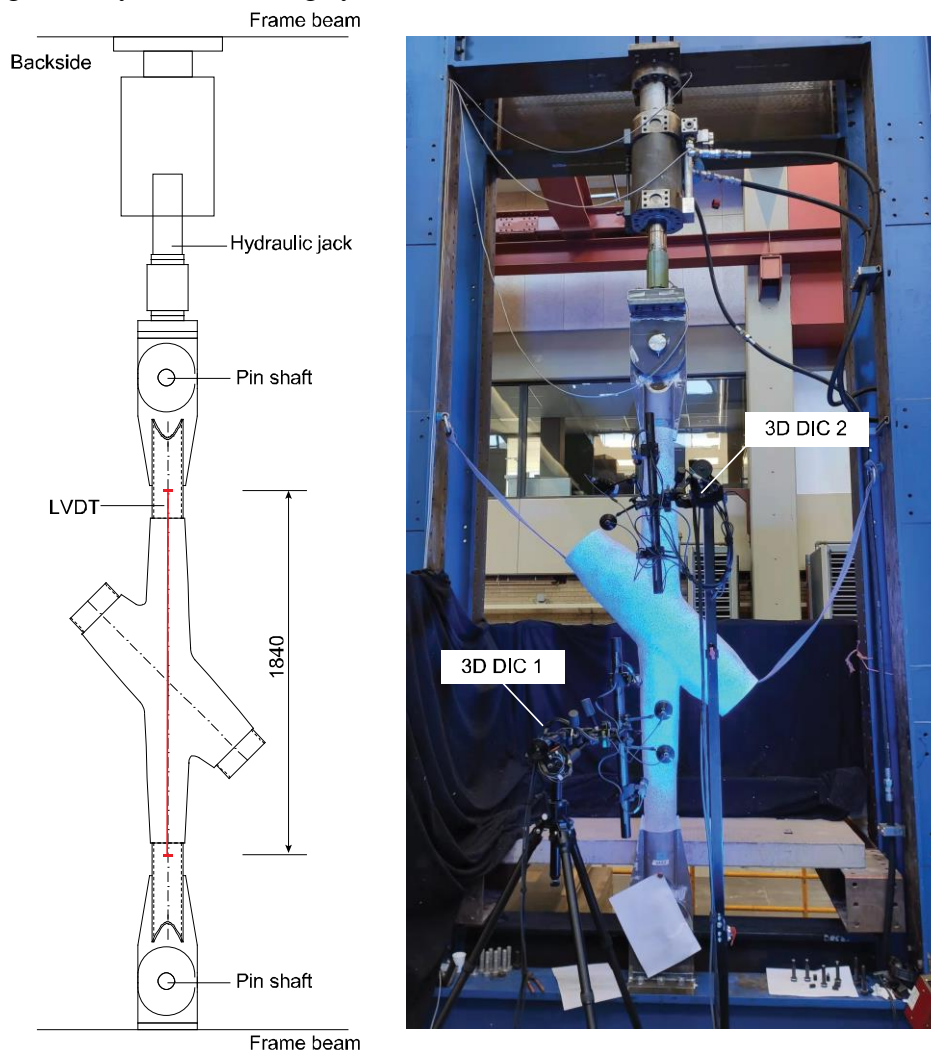 Frame beam
Backside
Hydraulic jack
Pin shaft
LVDT
1840
Pin shaft
Frame beam
3D DIC 2
3D DIC 1